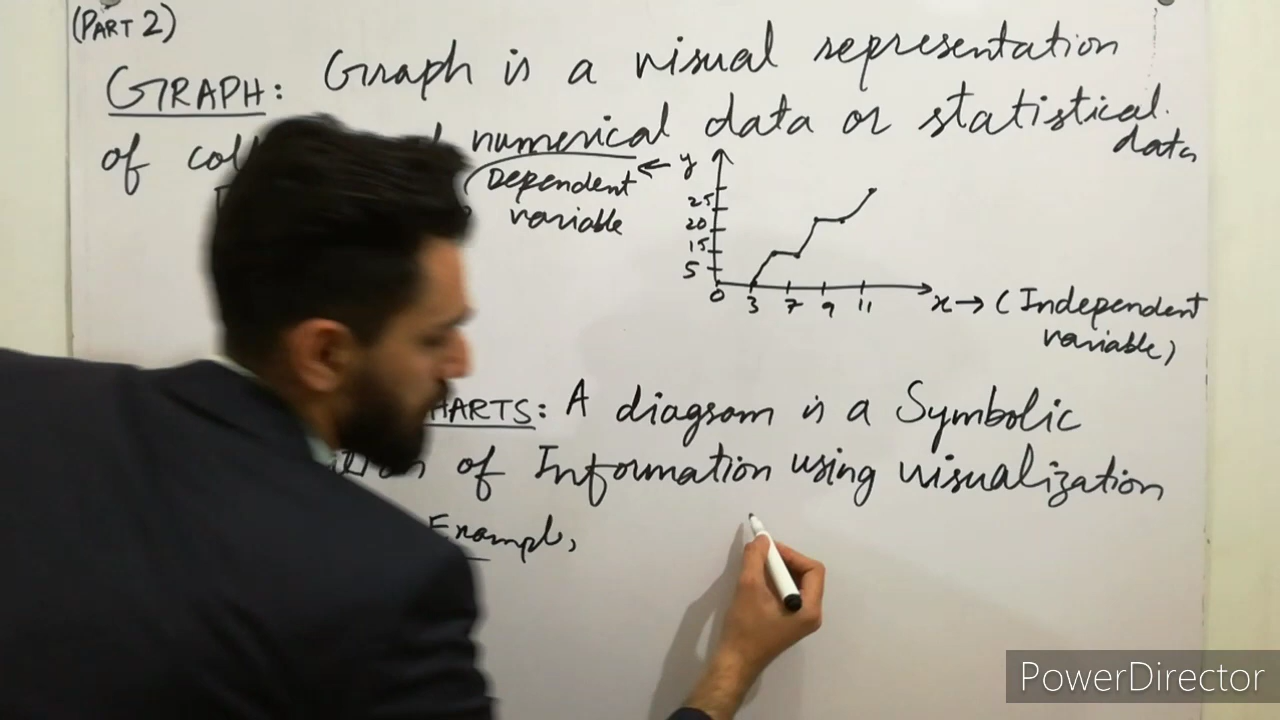 (PART 2)
GRAPH: Graph is a visual representation
of numerical data or statistical
data
Dependent ← y
variable
25
20
15
5
0 3 7 9 11 x → (Independent
variable)
HARTS: A diagram is a Symbolic
of Information using visualization
Example,
PowerDirector